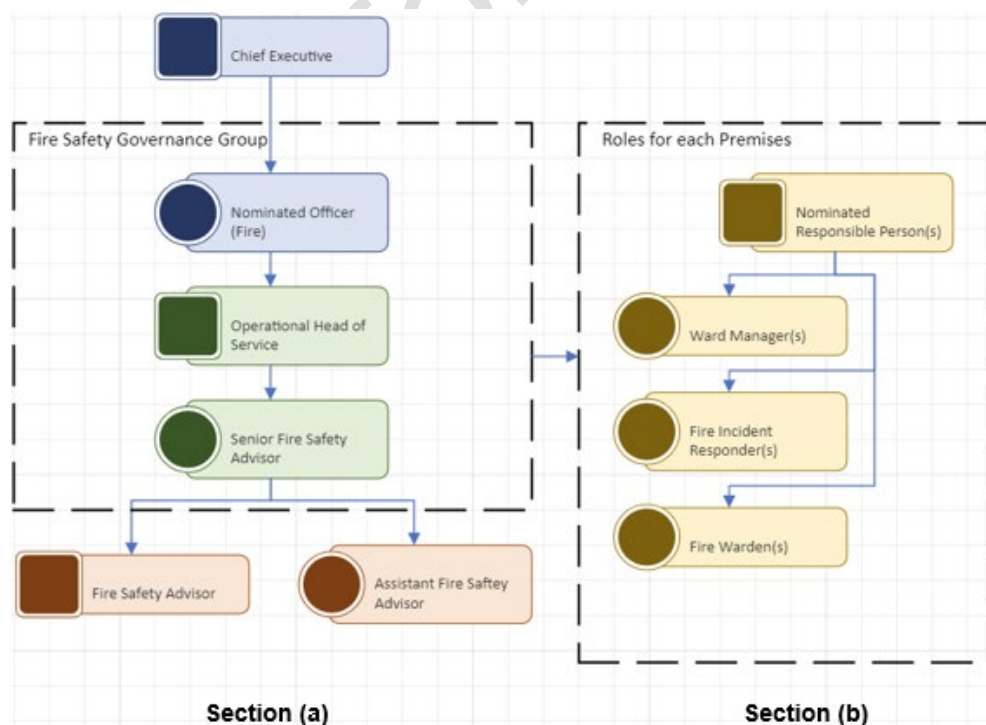 Chief Executive
Fire Safety Governance Group
Nominated Officer
(Fire)
Operational Head of
Service
Senior Fire Safety
Advisor
Fire Safety Advisor
Assistant Fire Saftey
Advisor
Section (a)
Roles for each Premises
Nominated
Responsible Person(s)
Ward Manager(s)
Fire Incident
Responder(s)
Fire Warden(s)
Section (b)